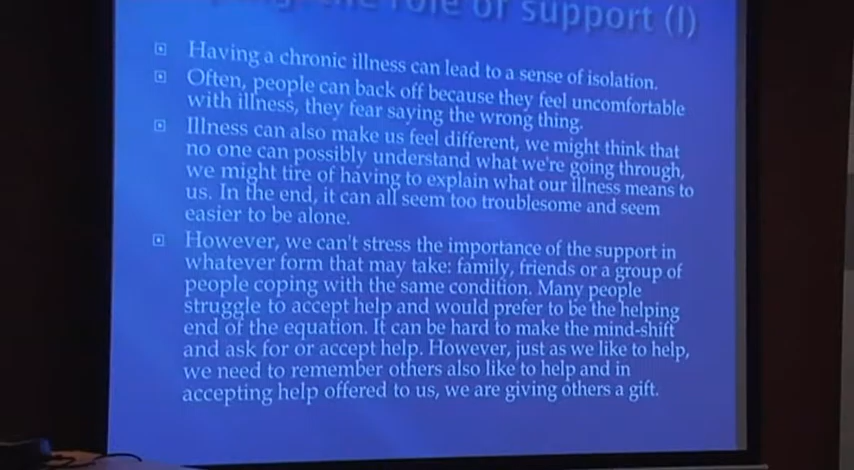 role of support (I)
Having a chronic illness can lead to a sense of isolation.
Often, people can back off because they feel uncomfortable
with illness, they fear saying the wrong thing.
Illness can also make us feel different, we might think that
no one can possibly understand what we're going through,
we might tire of having to explain what our illness means to
us. In the end, it can all seem too troublesome and seem
easier to be alone.
However, we can't stress the importance of the support in
whatever form that may take: family, friends or a group of
people coping with the same condition. Many people
struggle to accept help and would prefer to be the helping
end of the equation. It can be hard to make the mind-shift
and ask for or accept help. However, just as we like to help,
we need to remember others also like to help and in
accepting help offered to us, we are giving others a gift.